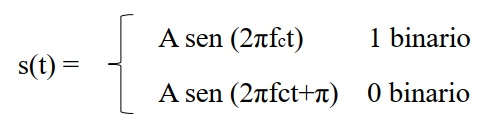 A sen (2πfct) 1 binario
s(t) =
A sen (2πfct+π) 0 binario